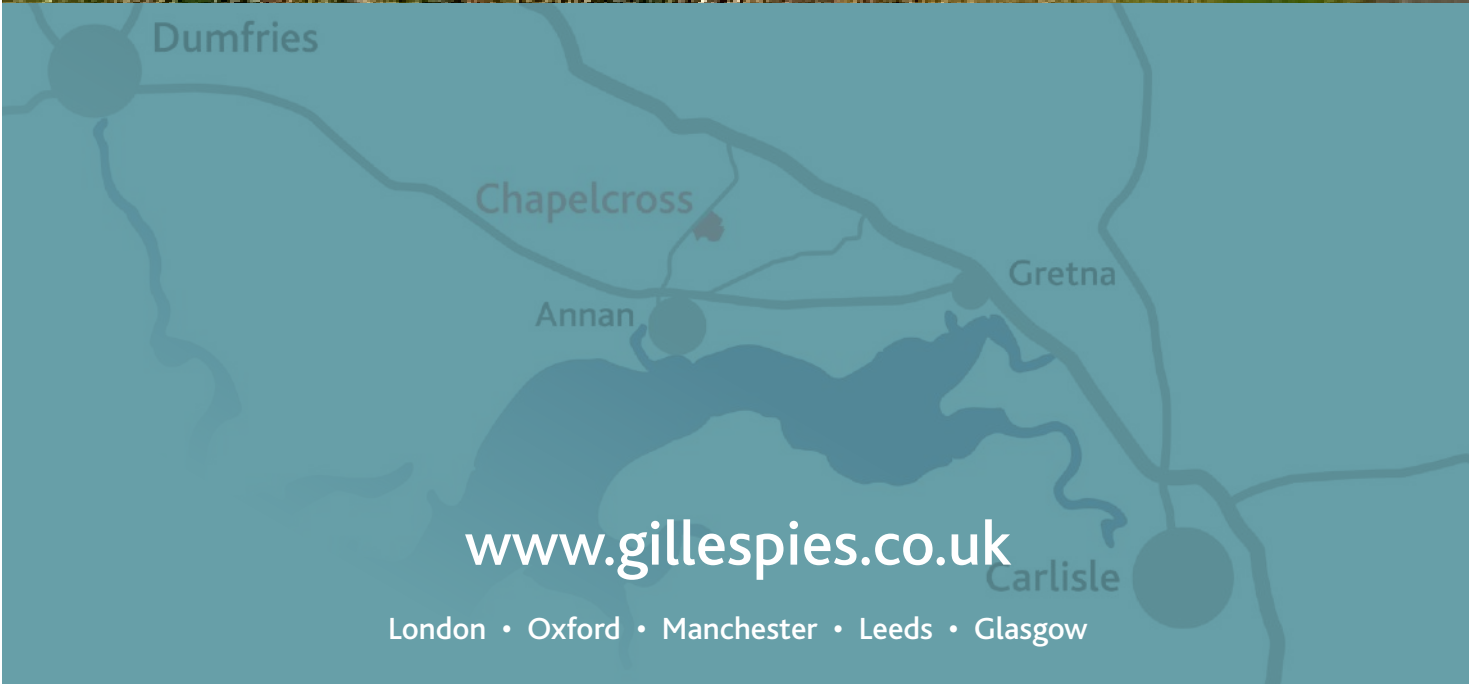 Dumfries
Chapelcross
Gretna
Annan
www.gillespies.co.uk
Carlisle
London • Oxford • Manchester • Leeds • Glasgow